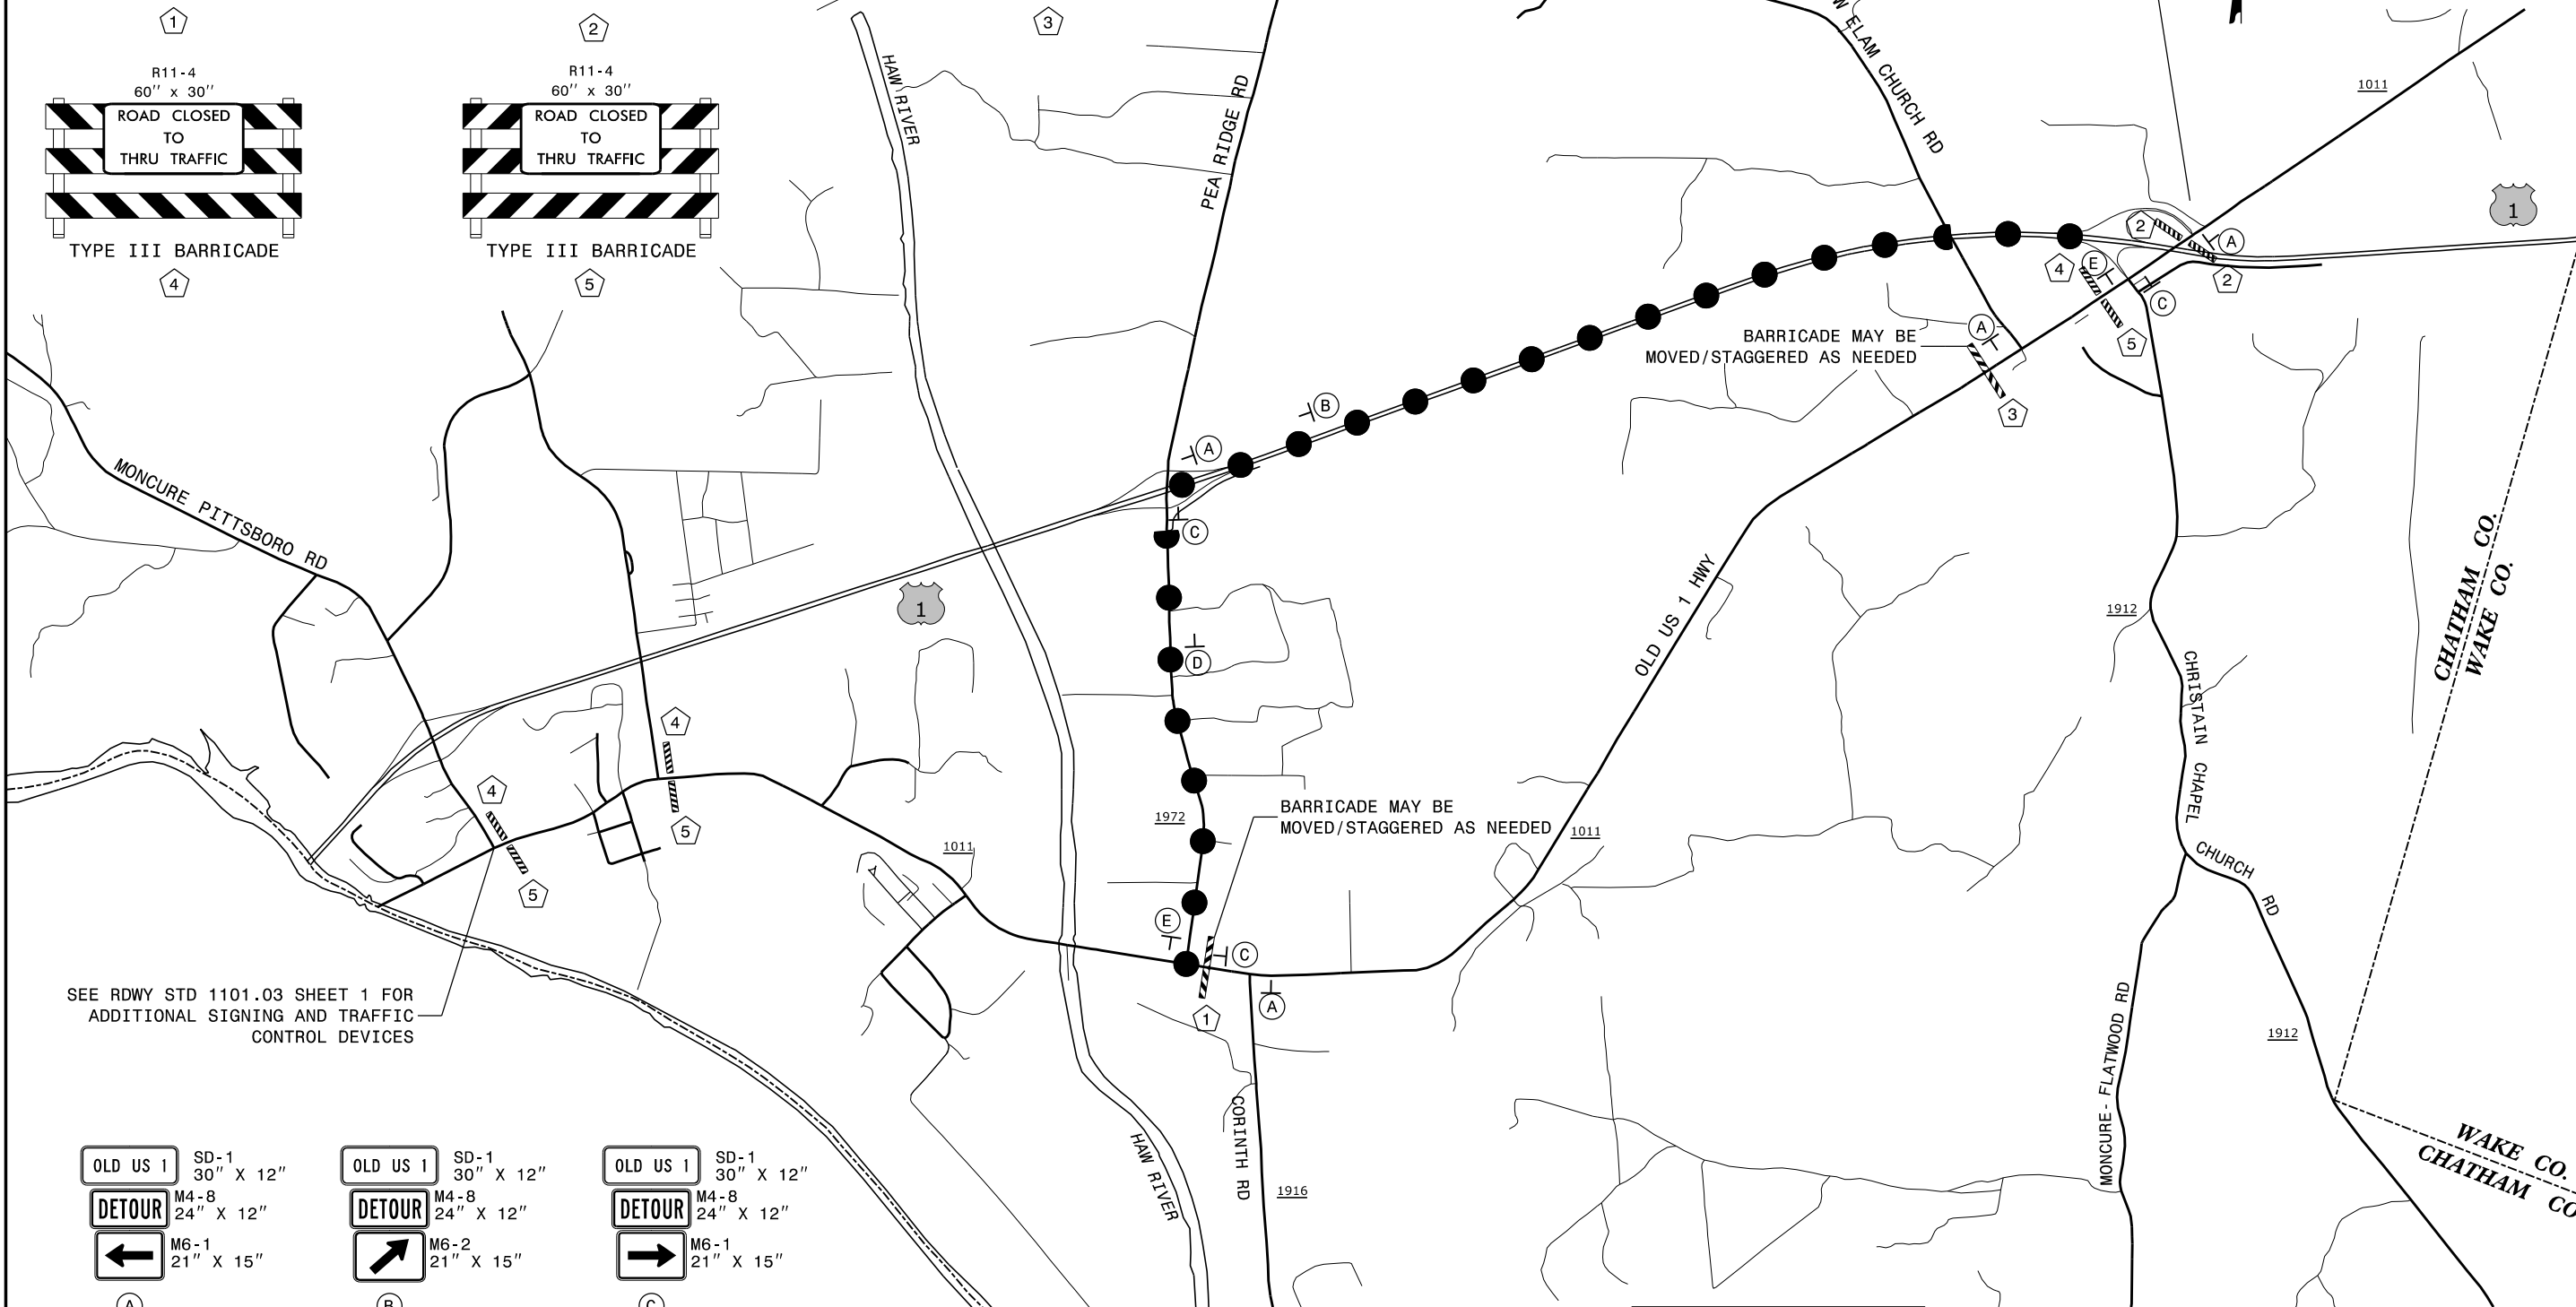 1
2
3
R11-4
60" x 30"
ROAD CLOSED
TO
THRU TRAFFIC
TYPE III BARRICADE
4
R11-4
60" x 30"
ROAD CLOSED
TO
THRU TRAFFIC
TYPE III BARRICADE
5
HAW RIVER
PEA RIDGE RD
ELAM CHURCH RD
1011
1
2
A
2
4
E
C
5
A
3
BARRICADE MAY BE
MOVED/STAGGERED AS NEEDED
B
A
C
MONCURE PITTSBORO RD
1
OLD US 1 HWY
1912
CHATHAM CO.
WAKE CO.
D
CHRISTAIN CHAPEL CHURCH RD
4
5
4
5
1972
BARRICADE MAY BE
MOVED/STAGGERED AS NEEDED
1011
1011
E
C
A
1
SEE RDWY STD 1101.03 SHEET 1 FOR
ADDITIONAL SIGNING AND TRAFFIC
CONTROL DEVICES
MONCURE-FLATWOOD RD
1912
HAW RIVER
CORINTH RD
1916
WAKE CO.
CHATHAM CO
OLD US 1
SD-1
30" X 12"
DETOUR
M4-8
24" X 12"
M6-1
21" X 15"
A
OLD US 1
SD-1
30" X 12"
DETOUR
M4-8
24" X 12"
M6-2
21" X 15"
B
OLD US 1
SD-1
30" X 12"
DETOUR
M4-8
24" X 12"
M6-1
21" X 15"
C